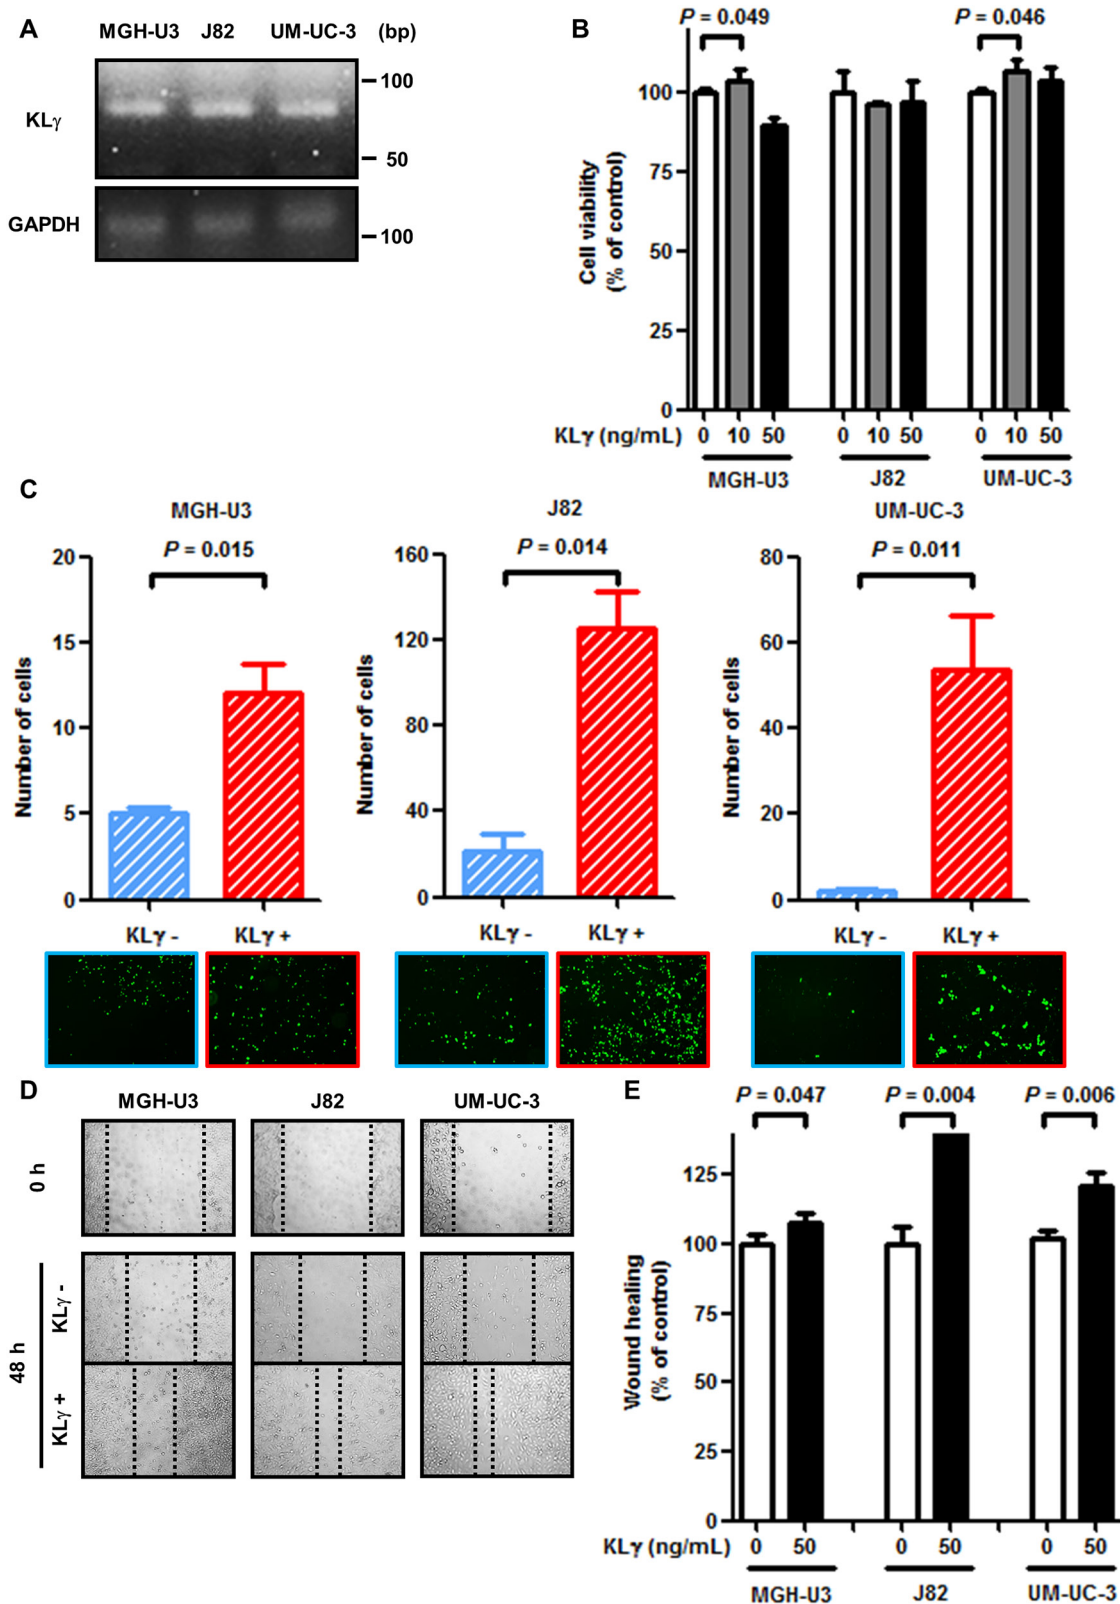 A
MGH-U3 J82 UM-UC-3 (bp)
KLγ
100
50
GAPDH
100
B
P = 0.049
P = 0.046
Cell viability
(% of control)
100
75
50
25
0
KLγ (ng/mL) 0 10 50 0 10 50 0 10 50
MGH-U3 J82 UM-UC-3
C
MGH-U3
P = 0.015
Number of cells
20
15
10
5
0
KLγ - KLγ +
J82
P = 0.014
Number of cells
160
120
80
40
0
KLγ - KLγ +
UM-UC-3
P = 0.011
Number of cells
80
60
40
20
0
KLγ - KLγ +
D
MGH-U3 J82 UM-UC-3
0 h
48 h
KLγ -
KLγ +
E
P = 0.047 P = 0.004 P = 0.006
Wound healing
(% of control)
125
100
75
50
25
0
KLγ (ng/mL) 0 50 0 50 0 50
MGH-U3 J82 UM-UC-3